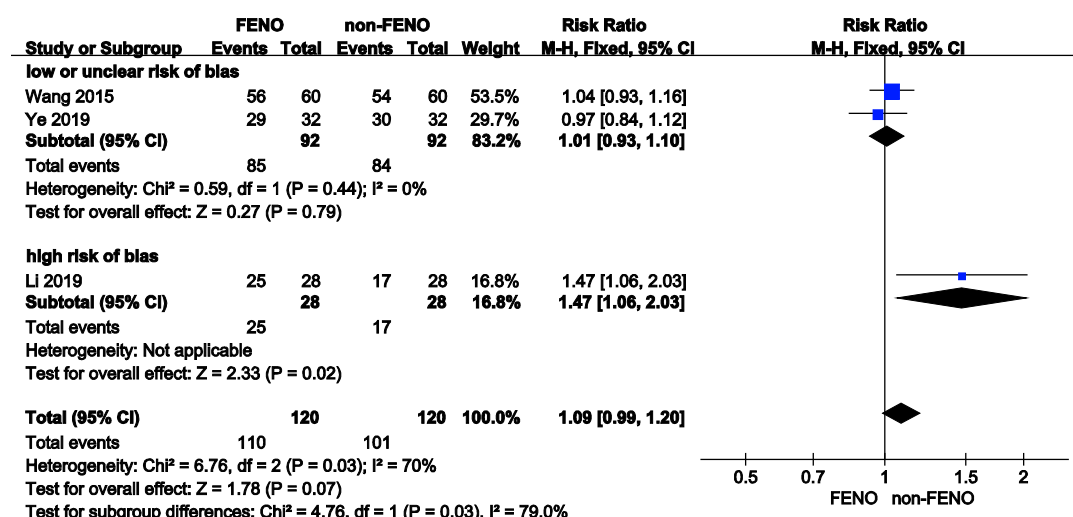 FENO non-FENO Risk Ratio Risk Ratio
Study or Subgroup Events Total Events Total Weight M-H, Fixed, 95% CI M-H, Fixed, 95% CI
low or unclear risk of bias
Wang 2015 56 60 54 60 53.5% 1.04 [0.93, 1.16]
Ye 2019 29 32 30 32 29.7% 0.97 [0.84, 1.12]
Subtotal (95% CI) 92 92 83.2% 1.01 [0.93, 1.10]
Total events 85 84
Heterogeneity: Chi² = 0.59, df = 1 (P = 0.44); I² = 0%
Test for overall effect: Z = 0.27 (P = 0.79)
high risk of bias
Li 2019 25 28 17 28 16.8% 1.47 [1.06, 2.03]
Subtotal (95% CI) 28 28 16.8% 1.47 [1.06, 2.03]
Total events 25 17
Heterogeneity: Not applicable
Test for overall effect: Z = 2.33 (P = 0.02)
Total (95% CI) 120 120 100.0% 1.09 [0.99, 1.20]
Total events 110 101
Heterogeneity: Chi² = 6.76, df = 2 (P = 0.03); I² = 70%
Test for overall effect: Z = 1.78 (P = 0.07)
Test for subgroup differences: Chi² = 4.76, df = 1 (P = 0.03), I² = 79.0%
0.5 0.7 1 1.5 2
FENO non-FENO